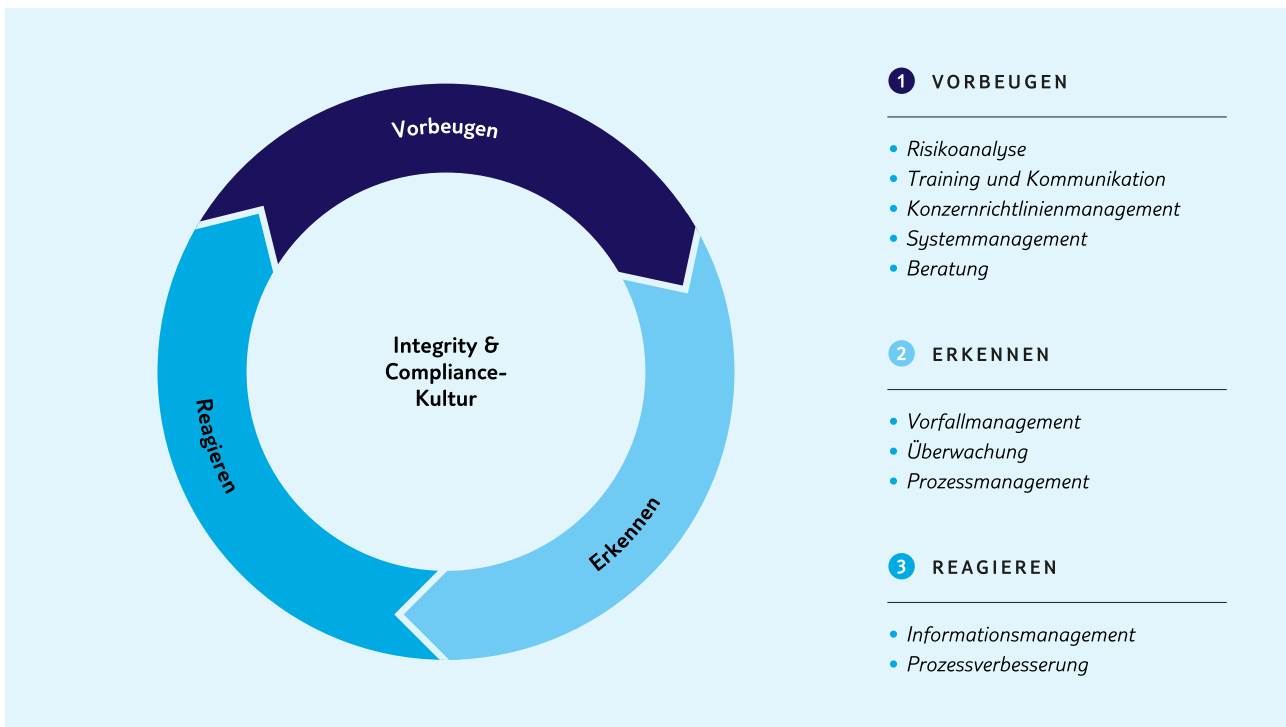 Vorbeugen
Erkennen
Reagieren
Integrity &
Compliance-
Kultur
1 VORBEUGEN
• Risikoanalyse
• Training und Kommunikation
• Konzernrichtlinienmanagement
• Systemmanagement
• Beratung
2 ERKENNEN
• Vorfallmanagement
• Überwachung
• Prozessmanagement
3 REAGIEREN
• Informationsmanagement
• Prozessverbesserung